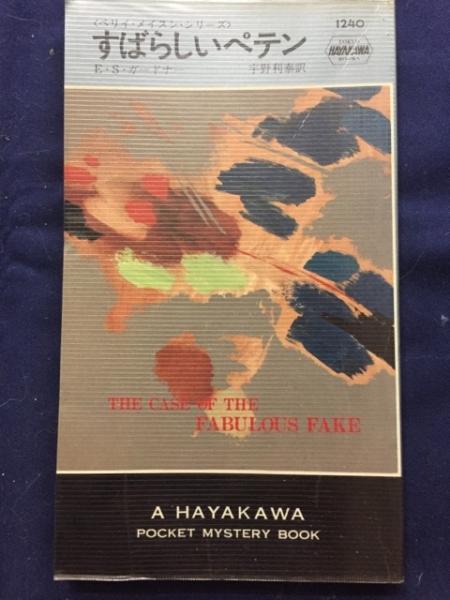 〈ペリイ・メイスン・シリーズ〉
1240
すばらしいペテン
HAYAKAWA
E・S・ガードナー
宇野利泰訳
THE CASE OF THE
FABULOUS FAKE
A HAYAKAWA
POCKET MYSTERY BOOK